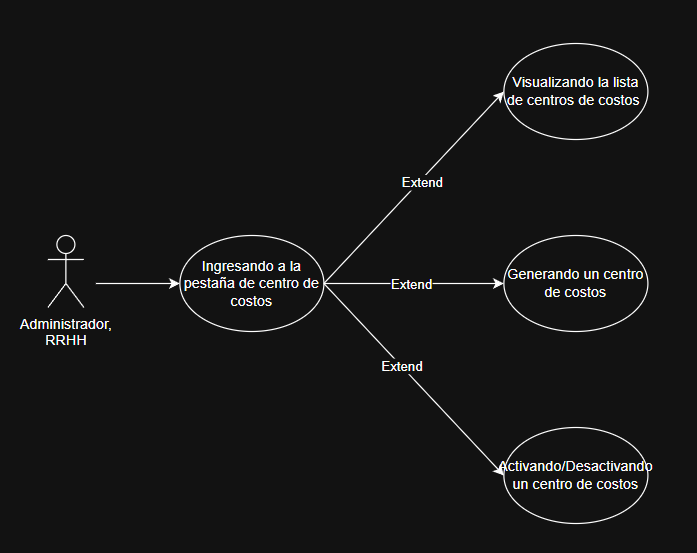 Visualizando la lista
de centros de costos
Extend
Ingresando a la
pestaña de centro de
costos
Extend
Generando un centro
de costos
Administrador,
RRHH
Extend
Activando/Desactivando
un centro de costos